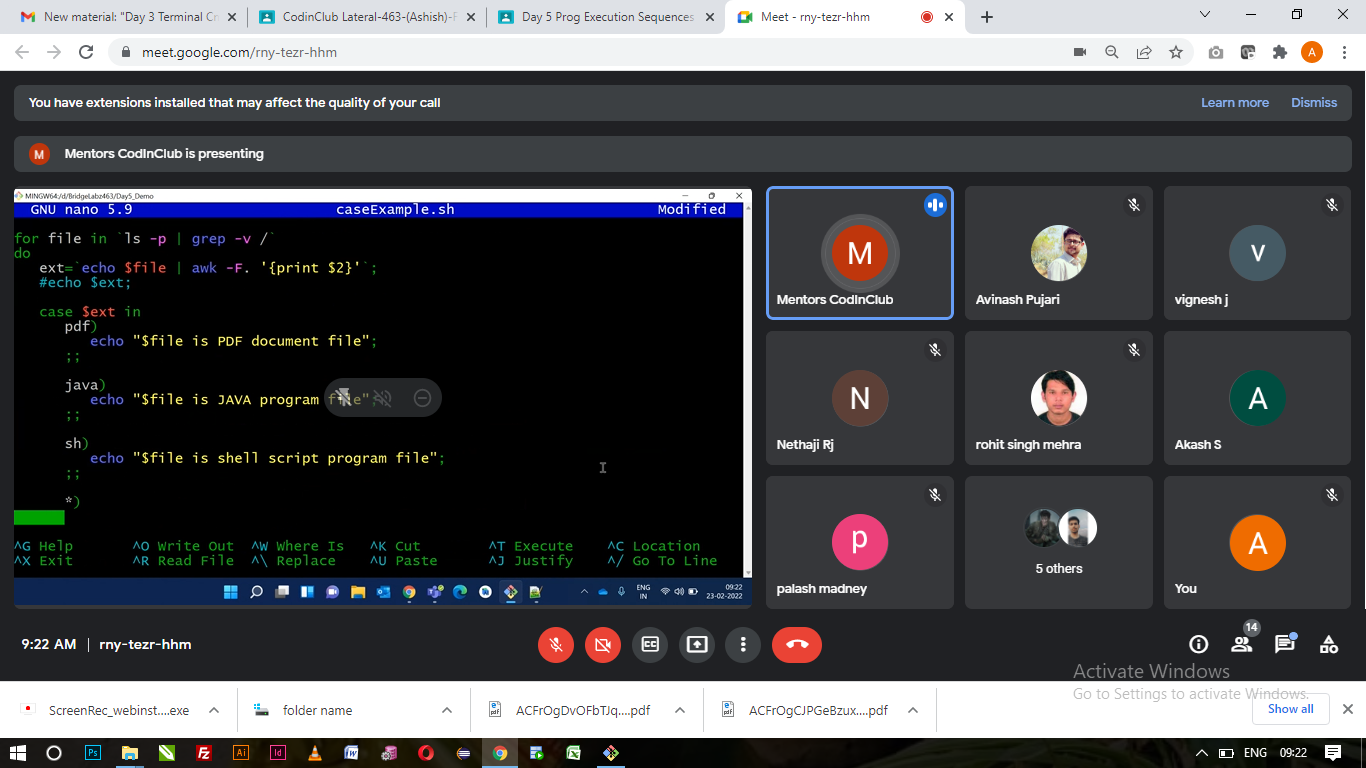 New material: "Day 3 Terminal Cr
CodinClub Lateral-463-(Ashish)-F
Day 5 Prog Execution Sequences
Meet - rny-tezr-hhm
meet.google.com/rny-tezr-hhm
A
You have extensions installed that may affect the quality of your call
Learn more
Dismiss
M
Mentors CodInClub is presenting
MINGW64:/d/BridgeLabz463/Day5_Demo
GNU nano 5.9 caseExample.sh Modified
for file in `ls -p | grep -v /`
do
ext=`echo $file | awk -F. '{print $2}'`;
#echo $ext;
case $ext in
pdf)
echo "$file is PDF document file";
;;
java)
echo "$file is JAVA program file"
;;
sh)
echo "$file is shell script program file";
;;
*)
^G Help ^O Write Out ^W Where Is ^K Cut ^T Execute ^C Location
^X Exit ^R Read File ^\ Replace ^U Paste ^J Justify ^/ Go To Line
ENG
IN
09:22
23-02-2022
M
Mentors CodInClub
Avinash Pujari
V
vignesh j
N
Nethaji Rj
rohit singh mehra
A
Akash S
p
palash madney
5 others
A
You
9:22 AM | rny-tezr-hhm
14
Activate Windows
Go to Settings to activate Windows.
ScreenRec_webinst....exe
folder name
ACFrOgDvOFbTJq....pdf
ACFrOgCJPGeBzux....pdf
Show all
Ps
Fz
Ai
Id
ENG
09:22